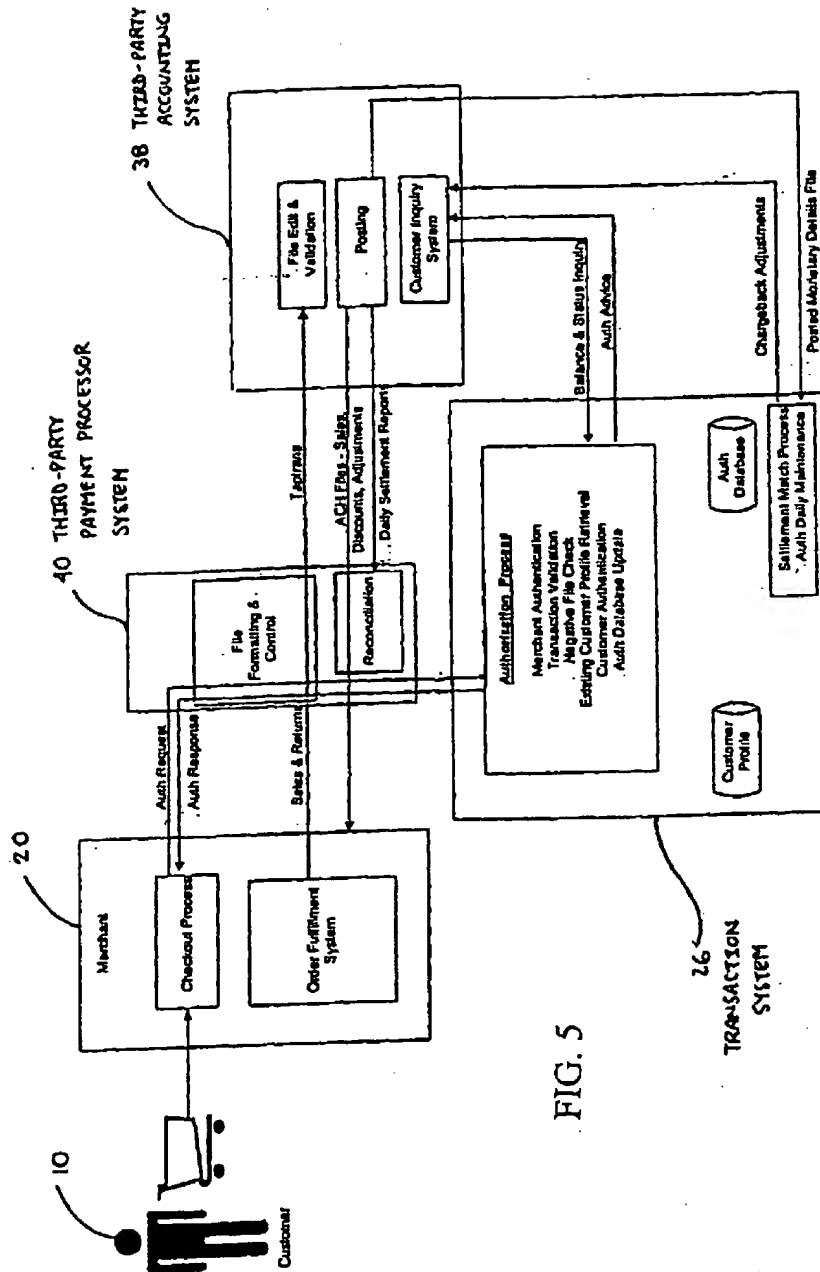 10
Customer
20
Merchant
Checkout Process
Order Fulfillment
System
Auth Request
Auth Response
Sales & Returns
40 THIRD-PARTY
PAYMENT PROCESSOR
SYSTEM
File
Formatting &
Control
Reconciliation
Taptrans
ACH Files - Sales,
Discounts, Adjustments
Daily Settlement Reports
38 THIRD-PARTY
ACCOUNTING
SYSTEM
File Edit &
Validation
Posting
Customer Inquiry
System
Balance & Status Inquiry
Auth Advice
Chargeback Adjustments
Posted Monetary Details File
Authorisation Process
Merchant Authentication
Transaction Validation
Negative File Check
Existing Customer Profile Retrieval
Customer Authentication
Auth Database Update
Customer
Profile
Auth
Database
Settlement Match Process
Auth Daily Maintenance
26
TRANSACTION
SYSTEM
FIG. 5